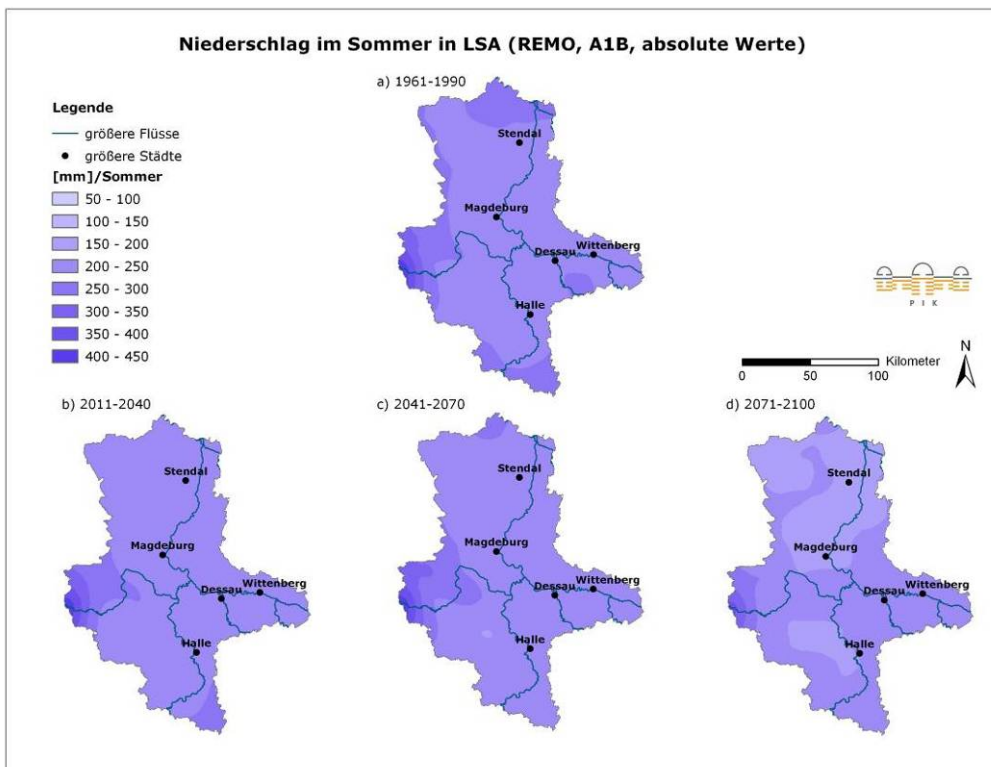 Niederschlag im Sommer in LSA (REMO, A1B, absolute Werte)
a) 1961-1990
Legende
größere Flüsse
größere Städte
[mm]/Sommer
50 - 100
100 - 150
150 - 200
200 - 250
250 - 300
300 - 350
350 - 400
400 - 450
Stendal
Magdeburg
Dessau Wittenberg
Halle
P I K
Kilometer
0 50 100
N
b) 2011-2040
Stendal
Magdeburg
Dessau Wittenberg
Halle
c) 2041-2070
Stendal
Magdeburg
Dessau Wittenberg
Halle
d) 2071-2100
Stendal
Magdeburg
Dessau Wittenberg
Halle